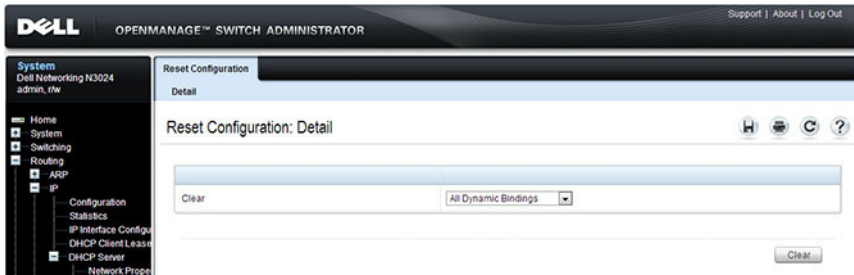 DELL OPENMANAGE™ SWITCH ADMINISTRATOR
Support | About | Log Out
System
Dell Networking N3024
admin, r/w
Home
System
Switching
Routing
ARP
IP
Configuration
Statistics
IP Interface Configu
DHCP Client Lease
DHCP Server
Network Prope
Reset Configuration
Detail
Reset Configuration: Detail
Clear All Dynamic Bindings
Clear